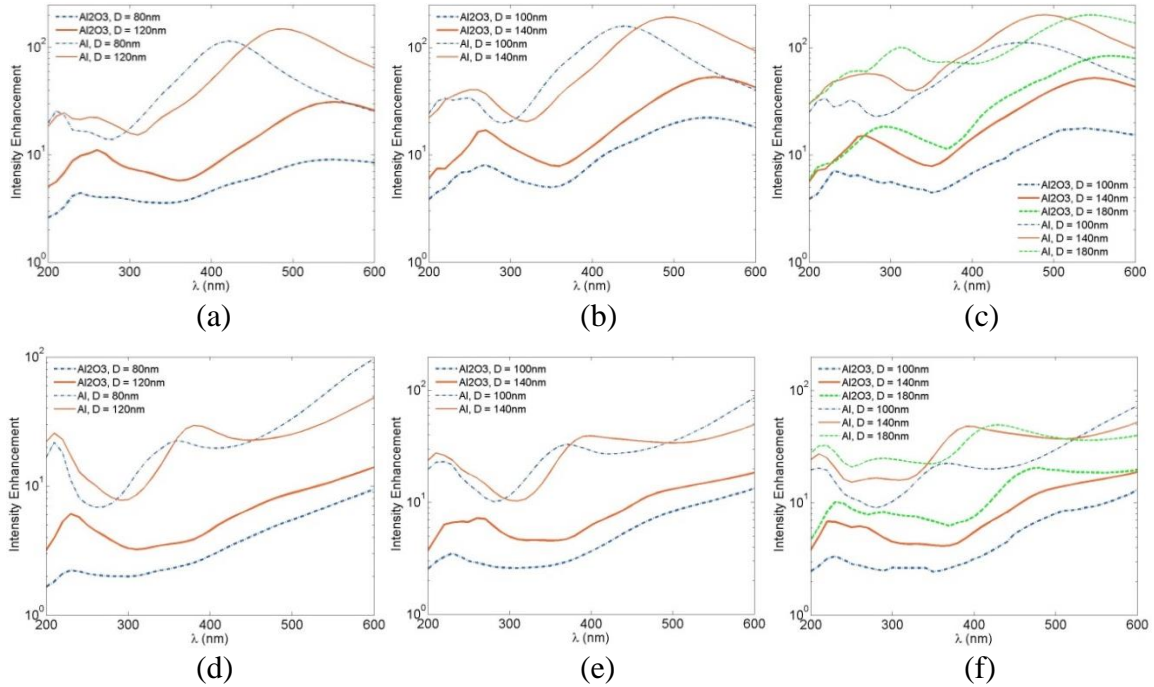 10^2
10^1
10^0
Intensity Enhancement
Al2O3, D = 80nm
Al2O3, D = 120nm
Al, D = 80nm
Al, D = 120nm
200 300 400 500 600
λ (nm)
(a)
10^2
10^1
10^0
Intensity Enhancement
Al2O3, D = 100nm
Al2O3, D = 140nm
Al, D = 100nm
Al, D = 140nm
200 300 400 500 600
λ (nm)
(b)
10^2
10^1
10^0
Intensity Enhancement
Al2O3, D = 100nm
Al2O3, D = 140nm
Al2O3, D = 180nm
Al, D = 100nm
Al, D = 140nm
Al, D = 180nm
200 300 400 500 600
λ (nm)
(c)
10^2
10^1
10^0
Intensity Enhancement
Al2O3, D = 80nm
Al2O3, D = 120nm
Al, D = 80nm
Al, D = 120nm
200 300 400 500 600
λ (nm)
(d)
10^2
10^1
10^0
Intensity Enhancement
Al2O3, D = 100nm
Al2O3, D = 140nm
Al, D = 100nm
Al, D = 140nm
200 300 400 500 600
λ (nm)
(e)
10^2
10^1
10^0
Intensity Enhancement
Al2O3, D = 100nm
Al2O3, D = 140nm
Al2O3, D = 180nm
Al, D = 100nm
Al, D = 140nm
Al, D = 180nm
200 300 400 500 600
λ (nm)
(f)